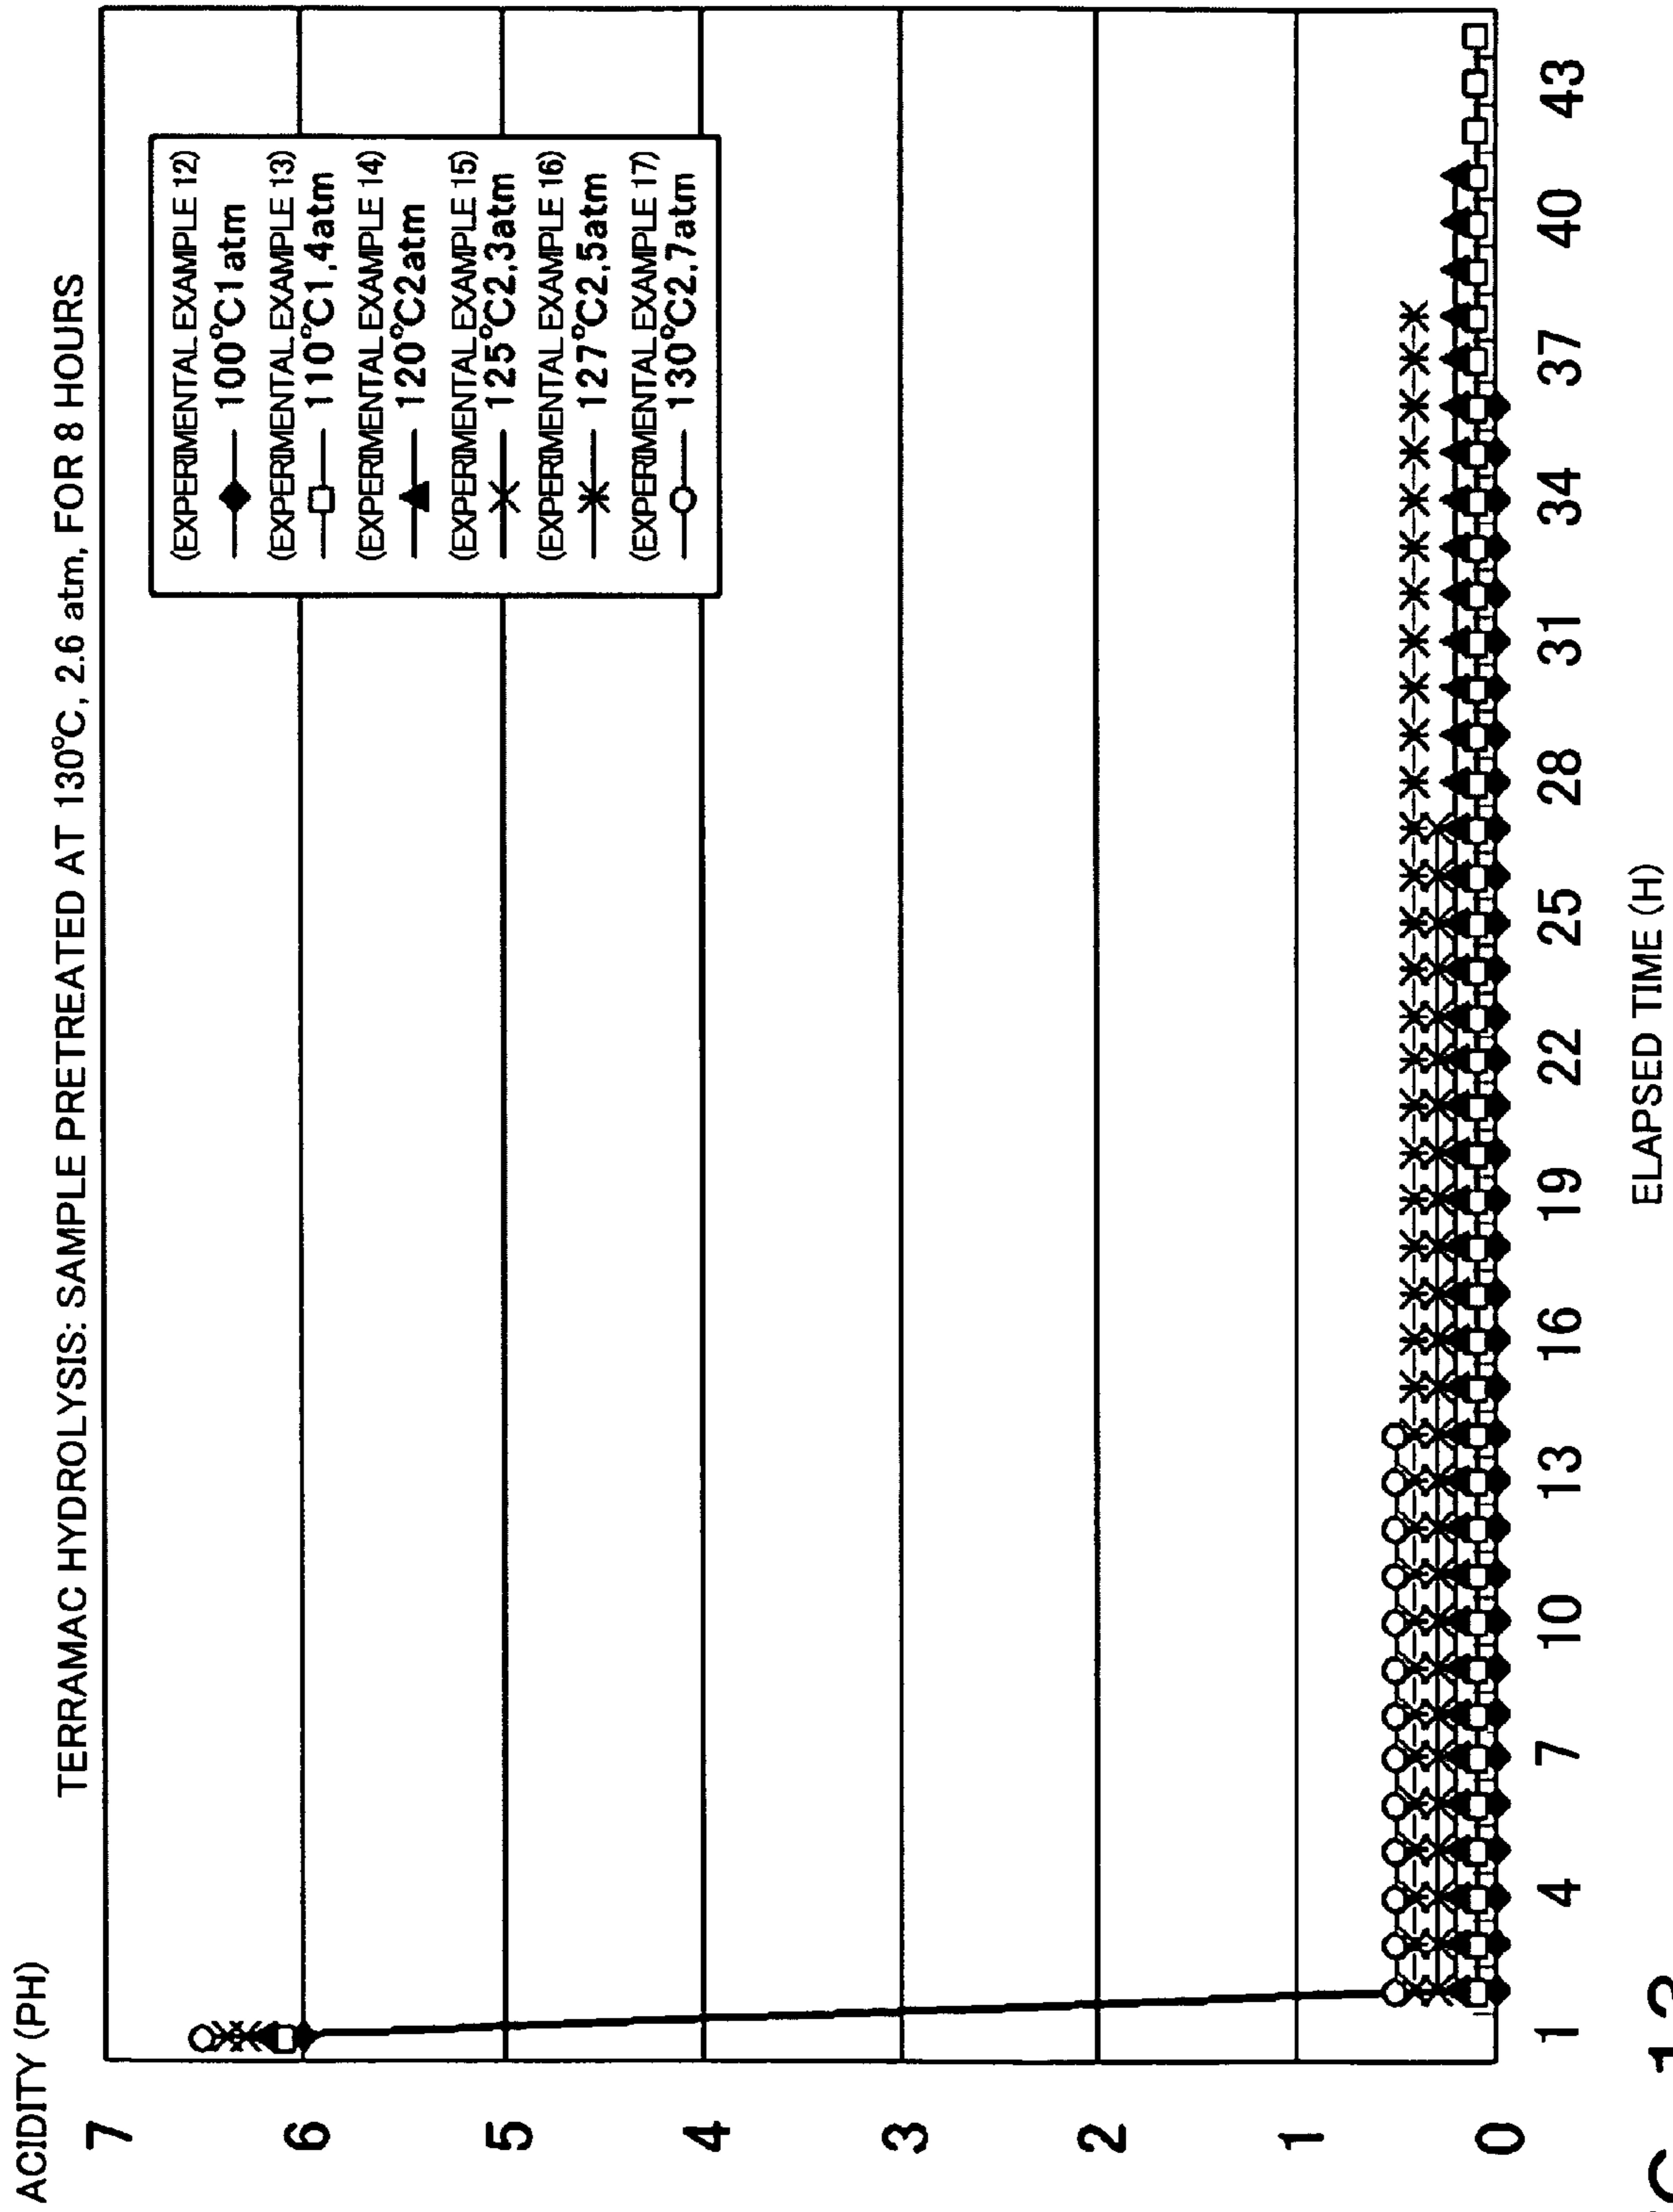 TERRAMAC HYDROLYSIS: SAMPLE PRETREATED AT 130°C, 2.6 atm, FOR 8 HOURS
ACIDITY (PH)
7
6
5
4
3
2
1
0
(EXPERIMENTAL EXAMPLE 12)
100°C1atm
(EXPERIMENTAL EXAMPLE 13)
110°C1.4atm
(EXPERIMENTAL EXAMPLE 14)
120°C2atm
(EXPERIMENTAL EXAMPLE 15)
125°C2.3atm
(EXPERIMENTAL EXAMPLE 16)
127°C2.5atm
(EXPERIMENTAL EXAMPLE 17)
130°C2.7atm
1 4 7 10 13 16 19 22 25 28 31 34 37 40 43
ELAPSED TIME (H)